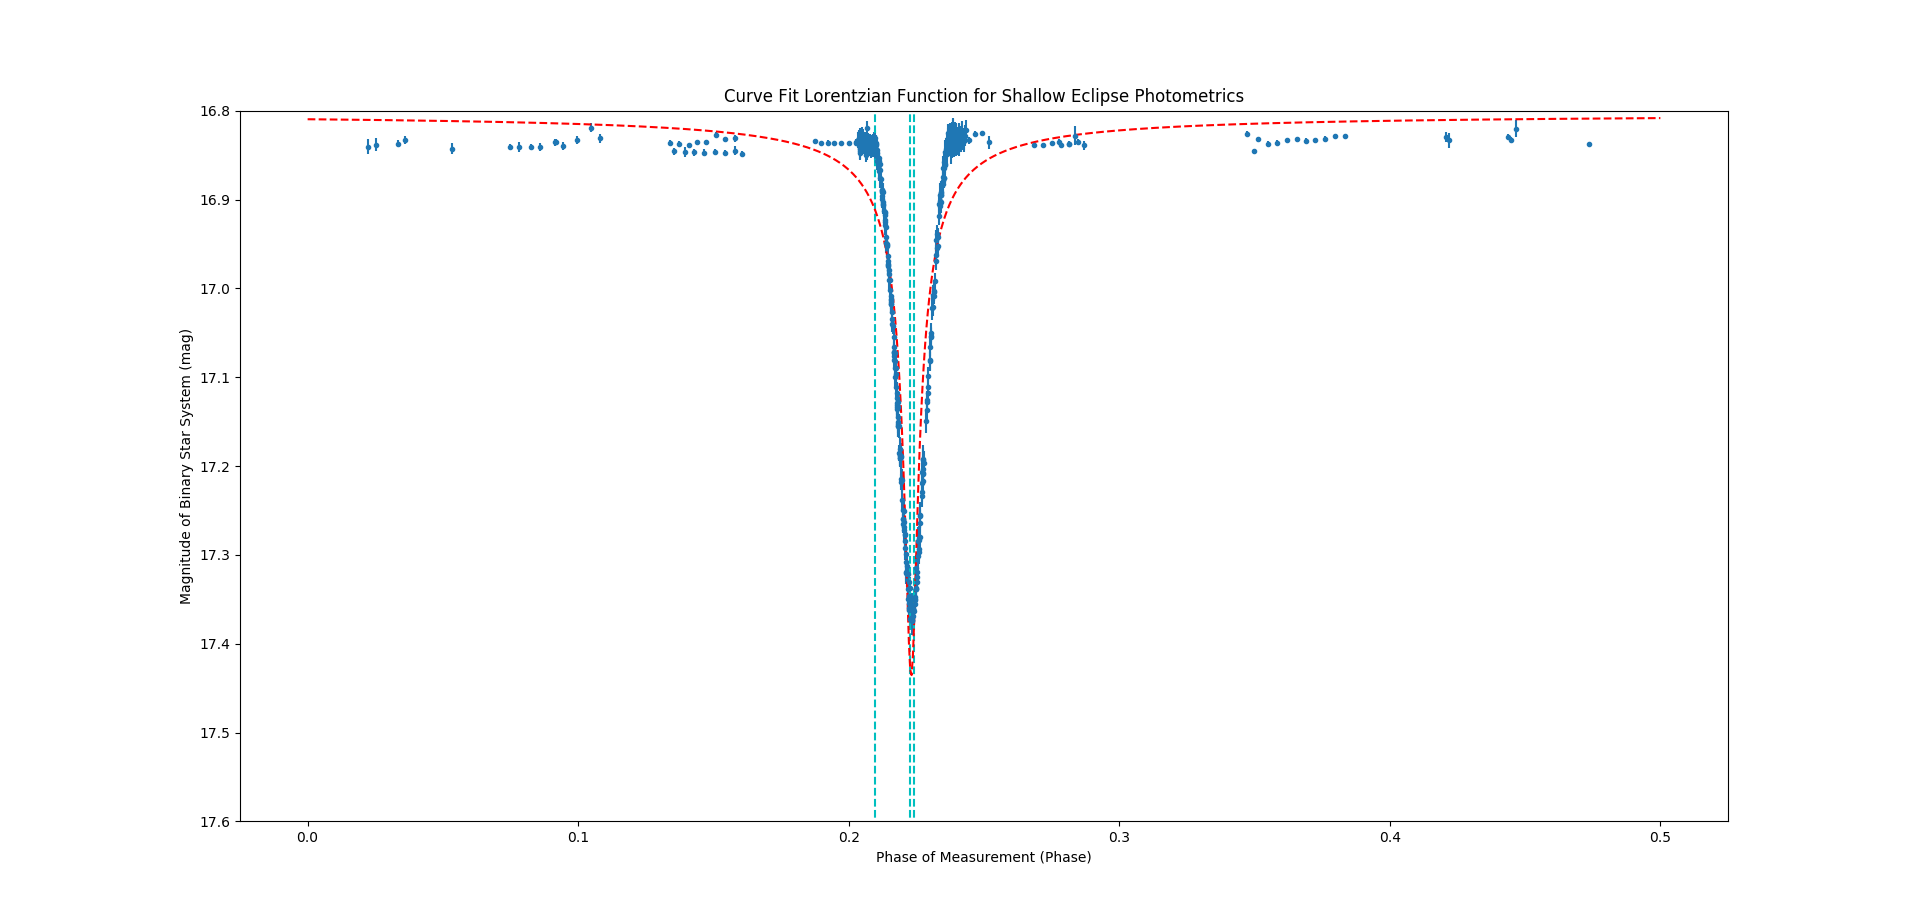 Curve Fit Lorentzian Function for Shallow Eclipse Photometrics
16.8
16.9
17.0
17.1
17.2
17.3
17.4
17.5
17.6
Magnitude of Binary Star System (mag)
0.0 0.1 0.2 0.3 0.4 0.5
Phase of Measurement (Phase)